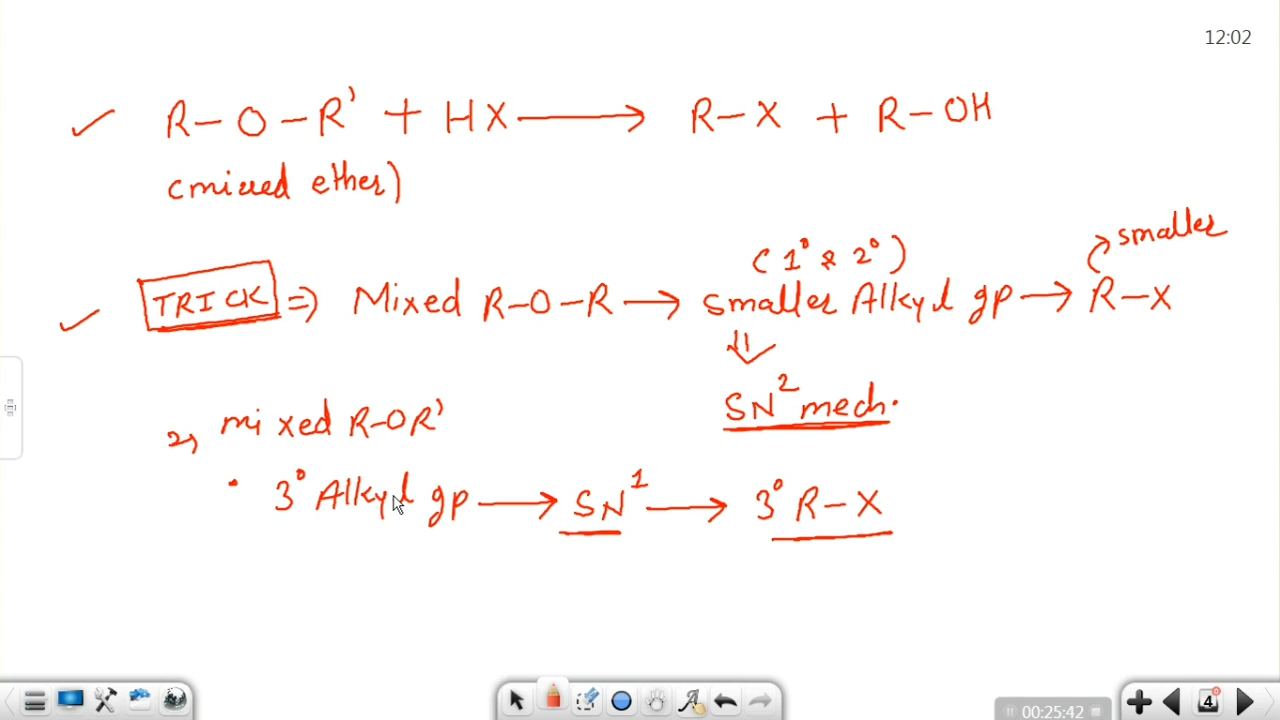 12:02
R-O-R' + HX → R-X + R-OH
(mixed ether)
smaller
(1° & 2°)
TRICK ⇒ Mixed R-O-R → smaller Alkyl gp → R-X
SN² mech.
2, mixed R-OR'
• 3° Alkyl gp → SN¹ → 3° R-X
00:25:42
4